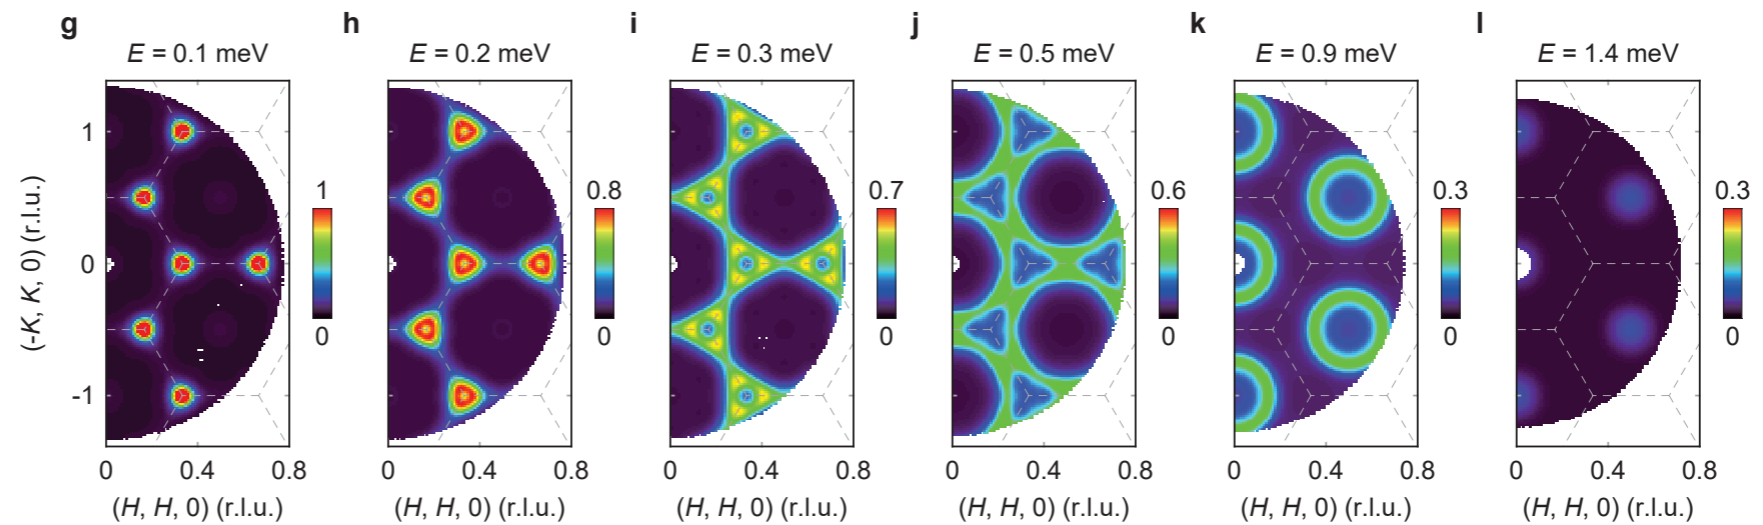 g h i j k l
E = 0.1 meV E = 0.2 meV E = 0.3 meV E = 0.5 meV E = 0.9 meV E = 1.4 meV
(-K, K, 0) (r.l.u.)
1 0 -1
1 0
0.8 0
0.7 0
0.6 0
0.3 0
0.3 0
0 0.4 0.8 0 0.4 0.8 0 0.4 0.8 0 0.4 0.8 0 0.4 0.8 0 0.4 0.8
(H, H, 0) (r.l.u.) (H, H, 0) (r.l.u.) (H, H, 0) (r.l.u.) (H, H, 0) (r.l.u.) (H, H, 0) (r.l.u.) (H, H, 0) (r.l.u.)